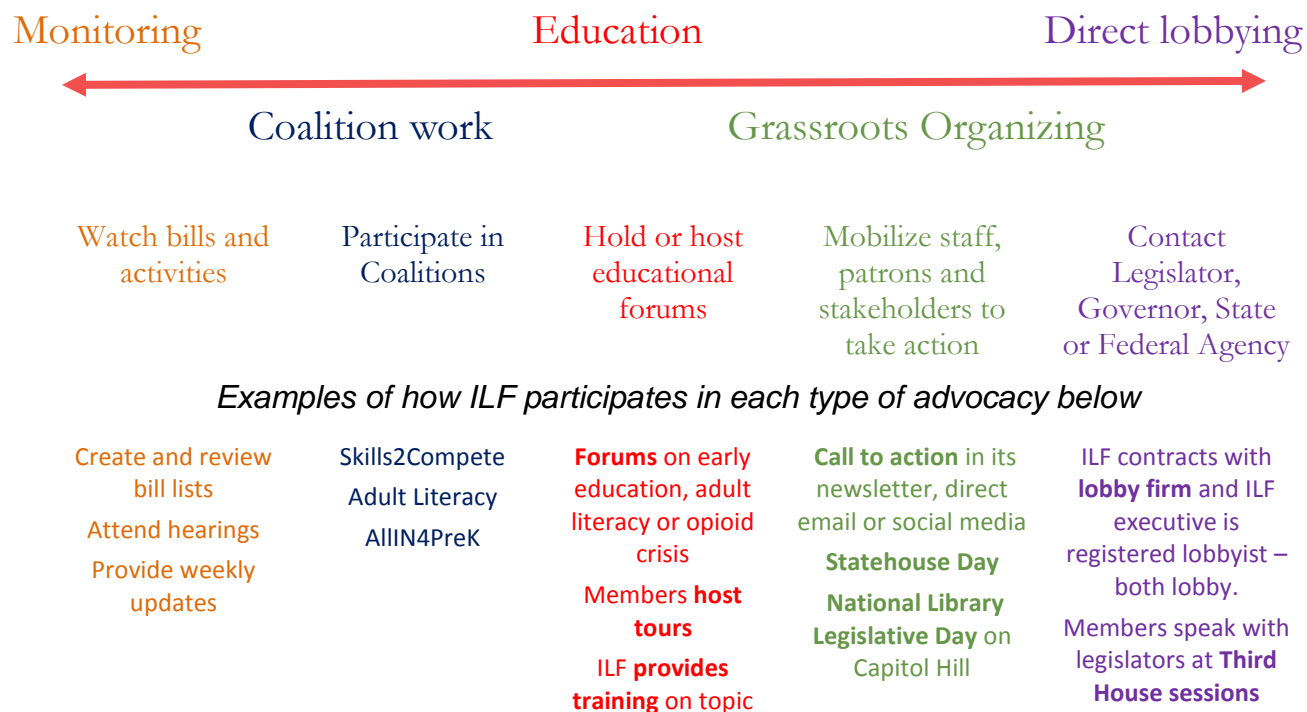 Monitoring
Education
Direct lobbying
Coalition work
Grassroots Organizing
Watch bills and
activities
Participate in
Coalitions
Hold or host
educational
forums
Mobilize staff,
patrons and
stakeholders to
take action
Contact
Legislator,
Governor, State
or Federal Agency
Examples of how ILF participates in each type of advocacy below
Create and review
bill lists
Attend hearings
Provide weekly
updates
Skills2Compete
Adult Literacy
AllIN4PreK
Forums on early
education, adult
literacy or opioid
crisis
Members host
tours
ILF provides
training on topic
Call to action in its
newsletter, direct
email or social media
Statehouse Day
National Library
Legislative Day on
Capitol Hill
ILF contracts with
lobby firm and ILF
executive is
registered lobbyist –
both lobby.
Members speak with
legislators at Third
House sessions